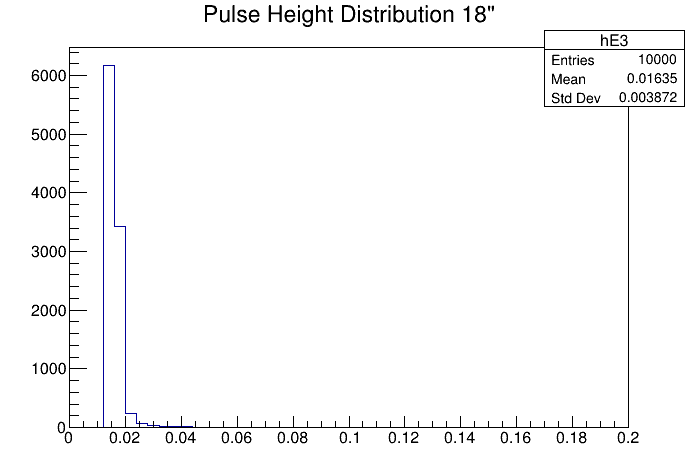 Pulse Height Distribution 18"
hE3
Entries 10000
Mean 0.01635
Std Dev 0.003872
6000
5000
4000
3000
2000
1000
0
0 0.02 0.04 0.06 0.08 0.1 0.12 0.14 0.16 0.18 0.2